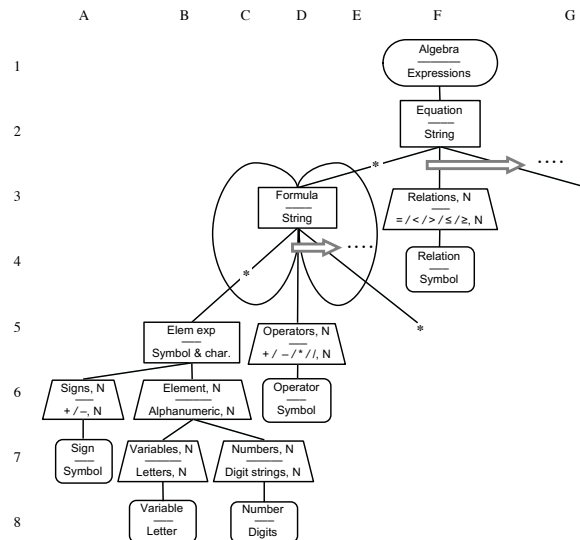 A B C D E F G
1
Algebra
Expressions
2
Equation
String
* ....
3
Formula
String
Relations, N
= / < / > / ≤ / ≥, N
....
4
*
Relation
Symbol
5
Elem exp
Symbol & char.
Operators, N
+ / – / * / /, N
*
6
Signs, N
+ / –, N
Element, N
Alphanumeric, N
Operator
Symbol
7
Sign
Symbol
Variables, N
Letters, N
Numbers, N
Digit strings, N
8
Variable
Letter
Number
Digits